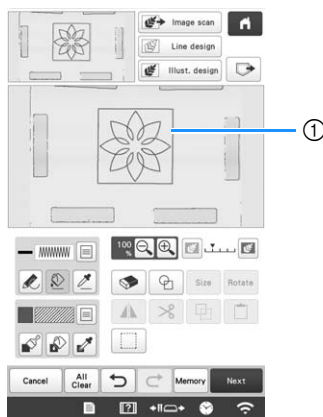 Image scan
Line design
Illust. design
①
100
%
Size
Rotate
Cancel
All
Clear
Memory
Next
?